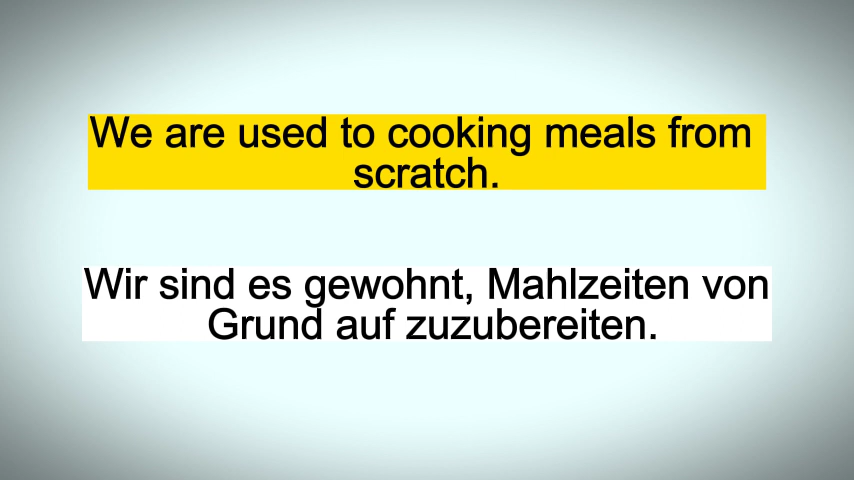 We are used to cooking meals from
scratch.
Wir sind es gewohnt, Mahlzeiten von
Grund auf zuzubereiten.